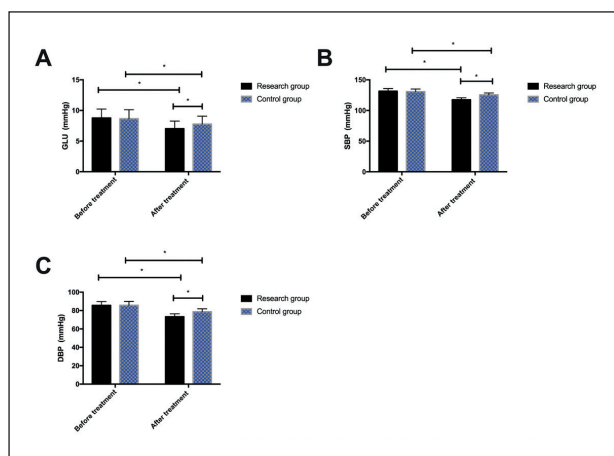 A
*
*
*
15
10
5
0
GLU (mmHg)
Before treatment
After treatment
Research group
Control group
B
*
*
*
150
100
50
0
SBP (mmHg)
Before treatment
After treatment
Research group
Control group
C
*
*
*
100
80
60
40
20
0
DBP (mmHg)
Before treatment
After treatment
Research group
Control group